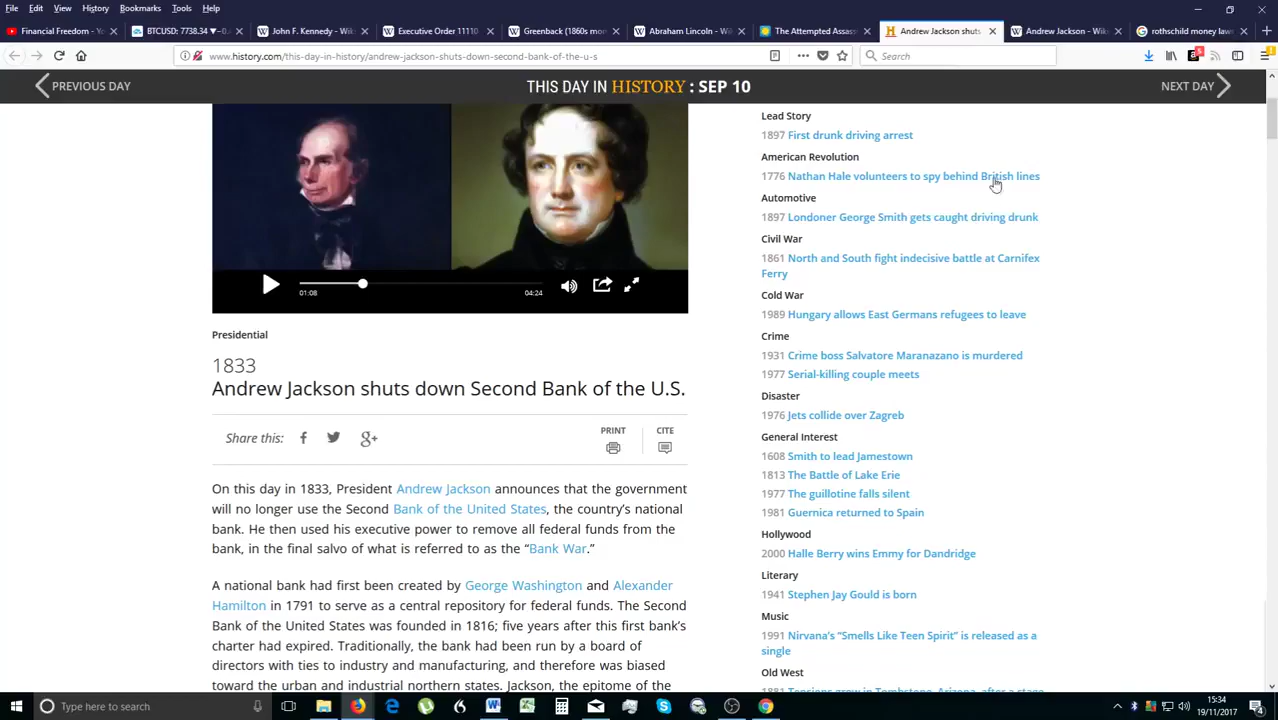 File Edit View History Bookmarks Tools Help
Financial Freedom - Yo
BTCUSD: 7738.34 ▼−0.4
John F. Kennedy - Wiki
Executive Order 11110
Greenback (1860s mon
Abraham Lincoln - Wik
The Attempted Assass
Andrew Jackson shuts
Andrew Jackson - Wiki
rothschild money laws
www.history.com/this-day-in-history/andrew-jackson-shuts-down-second-bank-of-the-u-s
Search
PREVIOUS DAY
THIS DAY IN HISTORY : SEP 10
NEXT DAY
01:08
04:24
Presidential
1833
Andrew Jackson shuts down Second Bank of the U.S.
Share this:
PRINT
CITE
On this day in 1833, President Andrew Jackson announces that the government
will no longer use the Second Bank of the United States, the country's national
bank. He then used his executive power to remove all federal funds from the
bank, in the final salvo of what is referred to as the “Bank War.”
A national bank had first been created by George Washington and Alexander
Hamilton in 1791 to serve as a central repository for federal funds. The Second
Bank of the United States was founded in 1816; five years after this first bank's
charter had expired. Traditionally, the bank had been run by a board of
directors with ties to industry and manufacturing, and therefore was biased
toward the urban and industrial northern states. Jackson, the epitome of the
Lead Story
1897 First drunk driving arrest
American Revolution
1776 Nathan Hale volunteers to spy behind British lines
Automotive
1897 Londoner George Smith gets caught driving drunk
Civil War
1861 North and South fight indecisive battle at Carnifex
Ferry
Cold War
1989 Hungary allows East Germans refugees to leave
Crime
1931 Crime boss Salvatore Maranazano is murdered
1977 Serial-killing couple meets
Disaster
1976 Jets collide over Zagreb
General Interest
1608 Smith to lead Jamestown
1813 The Battle of Lake Erie
1977 The guillotine falls silent
1981 Guernica returned to Spain
Hollywood
2000 Halle Berry wins Emmy for Dandridge
Literary
1941 Stephen Jay Gould is born
Music
1991 Nirvana's “Smells Like Teen Spirit” is released as a
single
Old West
1881 Tensions grow in Tombstone, Arizona, after a stage
Type here to search
15:34
19/11/2017